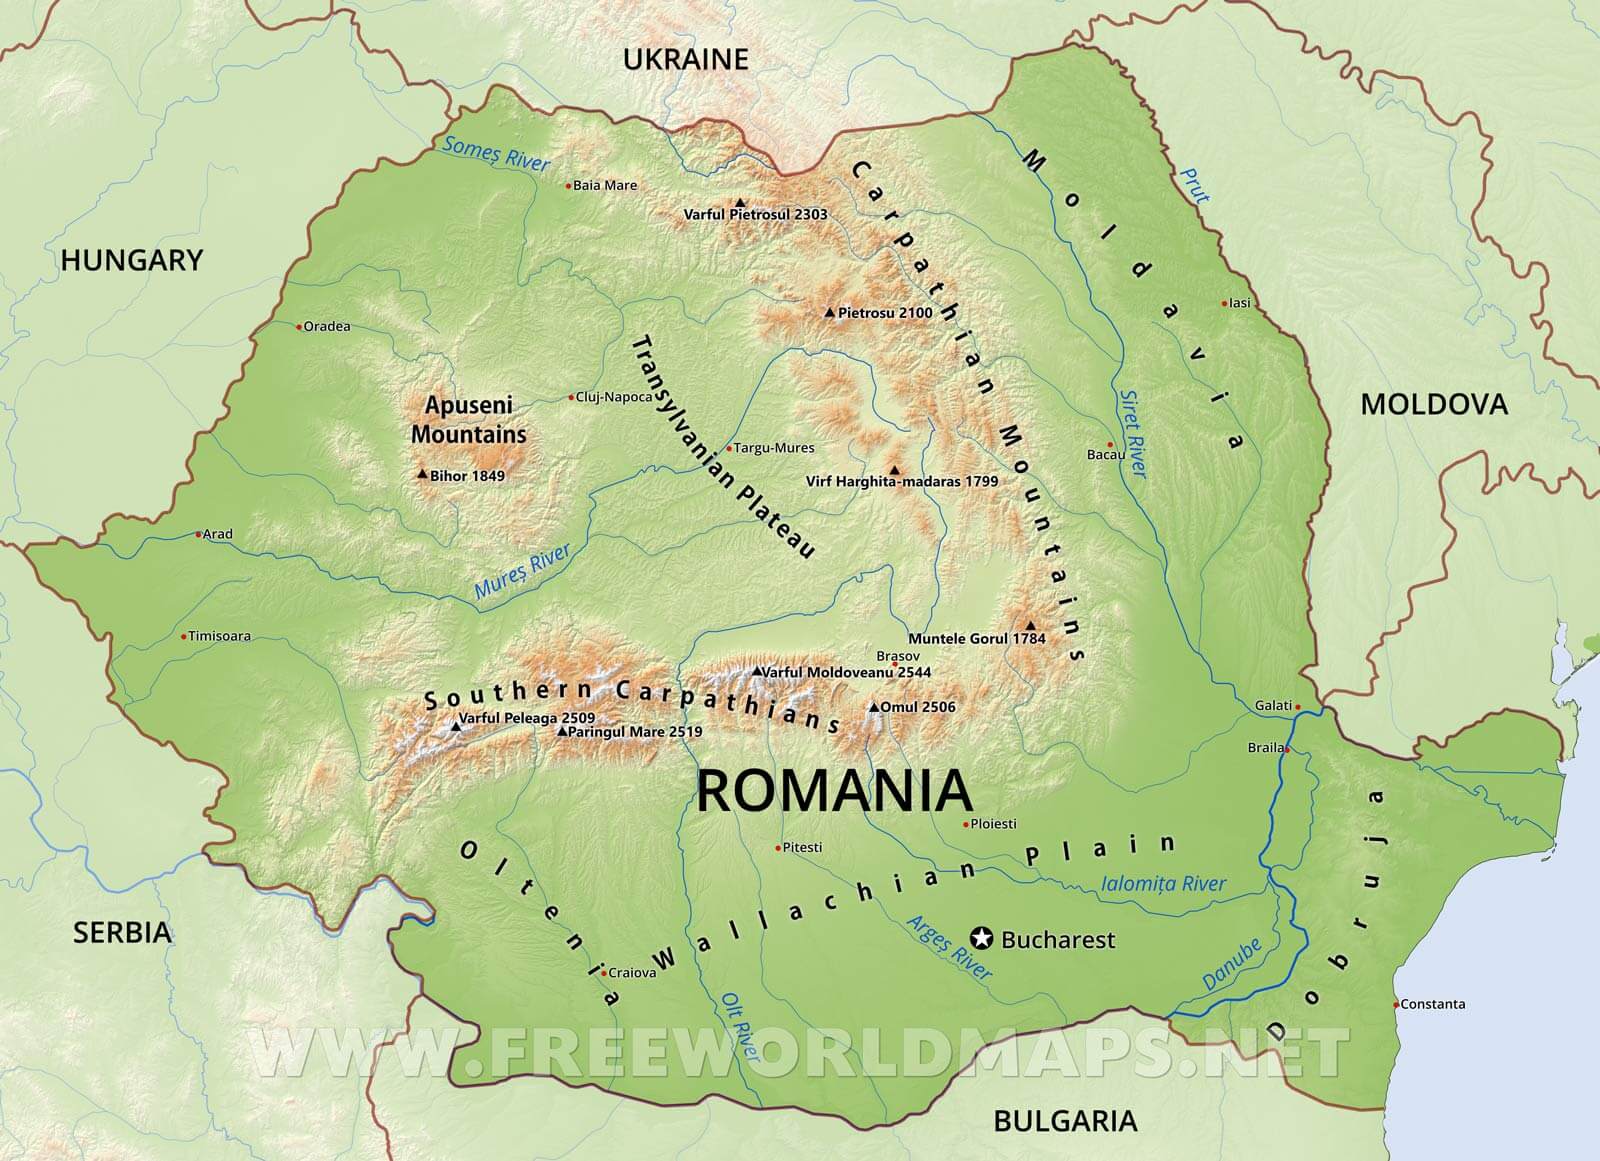 UKRAINE
Someș River
Baia Mare
Varful Pietrosul 2303
Carpathian Mountains
Moldavia
Prut
HUNGARY
Oradea
Pietrosu 2100
Iasi
Transylvanian Plateau
Apuseni
Mountains
Cluj-Napoca
MOLDOVA
Siret River
Bihor 1849
Targu-Mures
Bacau
Virf Harghita-madaras 1799
Arad
Mureș River
Timisoara
Muntele Gorul 1784
Brasov
Varful Moldoveanu 2544
Southern Carpathians
Omul 2506
Varful Peleaga 2509
Paringul Mare 2519
Galati
Braila
ROMANIA
Ploiesti
Pitesti
Oltenia
Wallachian Plain
Ialomița River
Dobruja
SERBIA
Argeș River
Bucharest
Danube
Craiova
Olt River
Constanta
WWW.FREEWORLDMAPS.NET
BULGARIA